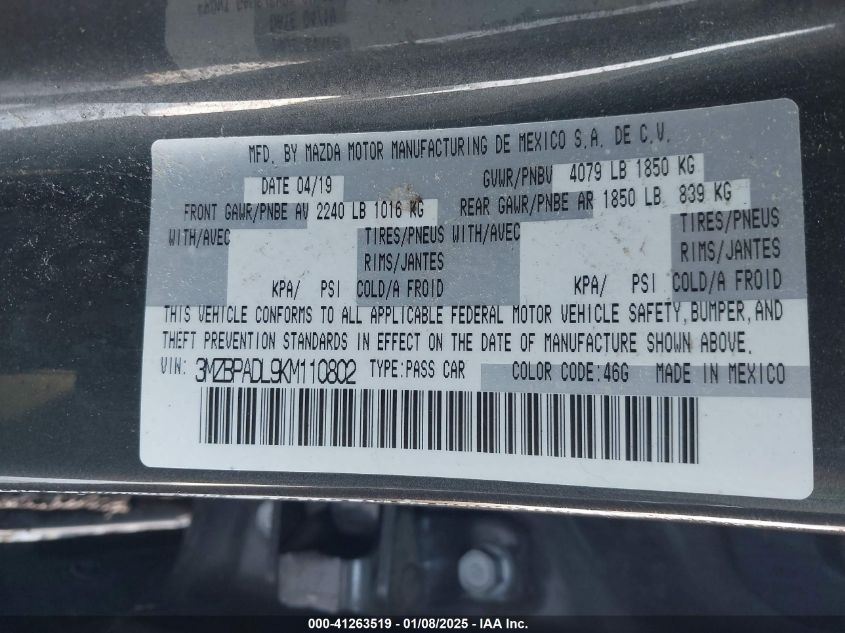 MFD. BY MAZDA MOTOR MANUFACTURING DE MEXICO S.A. DE C.V.
DATE 04/19 GVWR/PNBV 4079 LB 1850 KG
FRONT GAWR/PNBE AV 2240 LB 1016 KG REAR GAWR/PNBE AR 1850 LB 839 KG
WITH/AVEC TIRES/PNEUS WITH/AVEC TIRES/PNEUS
RIMS/JANTES RIMS/JANTES
KPA/ PSI COLD/A FROID KPA/ PSI COLD/A FROID
THIS VEHICLE CONFORMS TO ALL APPLICABLE FEDERAL MOTOR VEHICLE SAFETY, BUMPER, AND
THEFT PREVENTION STANDARDS IN EFFECT ON THE DATE OF MANUFACTURE SHOWN ABOVE.
VIN: 3MZBPADL9KM110802 TYPE:PASS CAR COLOR CODE:46G MADE IN MEXICO
000-41263519 - 01/08/2025 - IAA Inc.